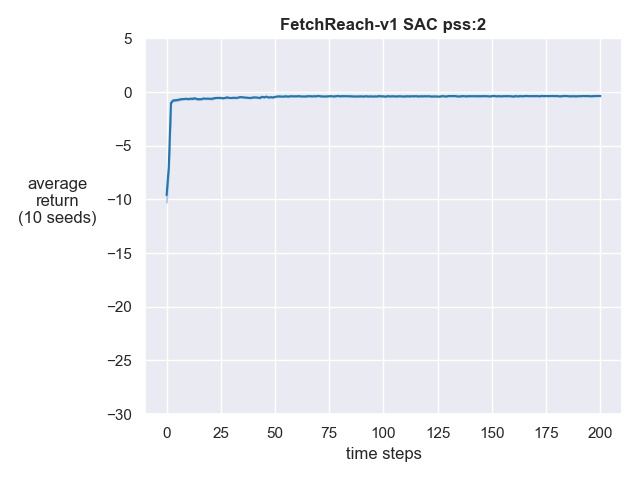 FetchReach-v1 SAC pss:2
5
0
−5
−10
−15
−20
−25
−30
average
return
(10 seeds)
0 25 50 75 100 125 150 175 200
time steps